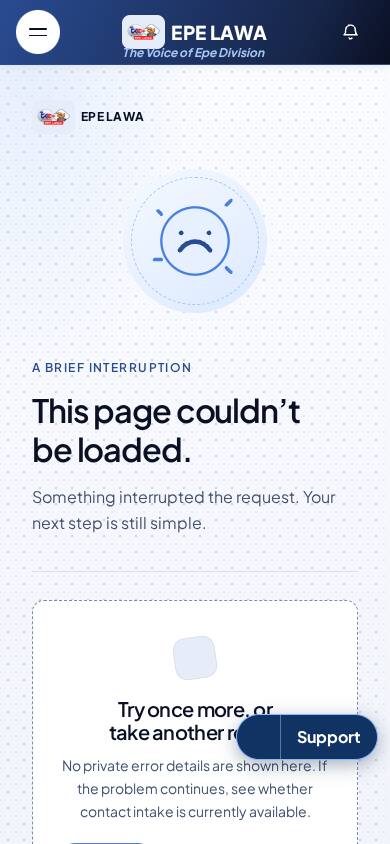 EPE LAWA
The Voice of Epe Division
EPE LAWA
A BRIEF INTERRUPTION
This page couldn’t
be loaded.
Something interrupted the request. Your
next step is still simple.
Try once more, or
take another
Support
No private error details are shown here. If
the problem continues, see whether
contact intake is currently available.